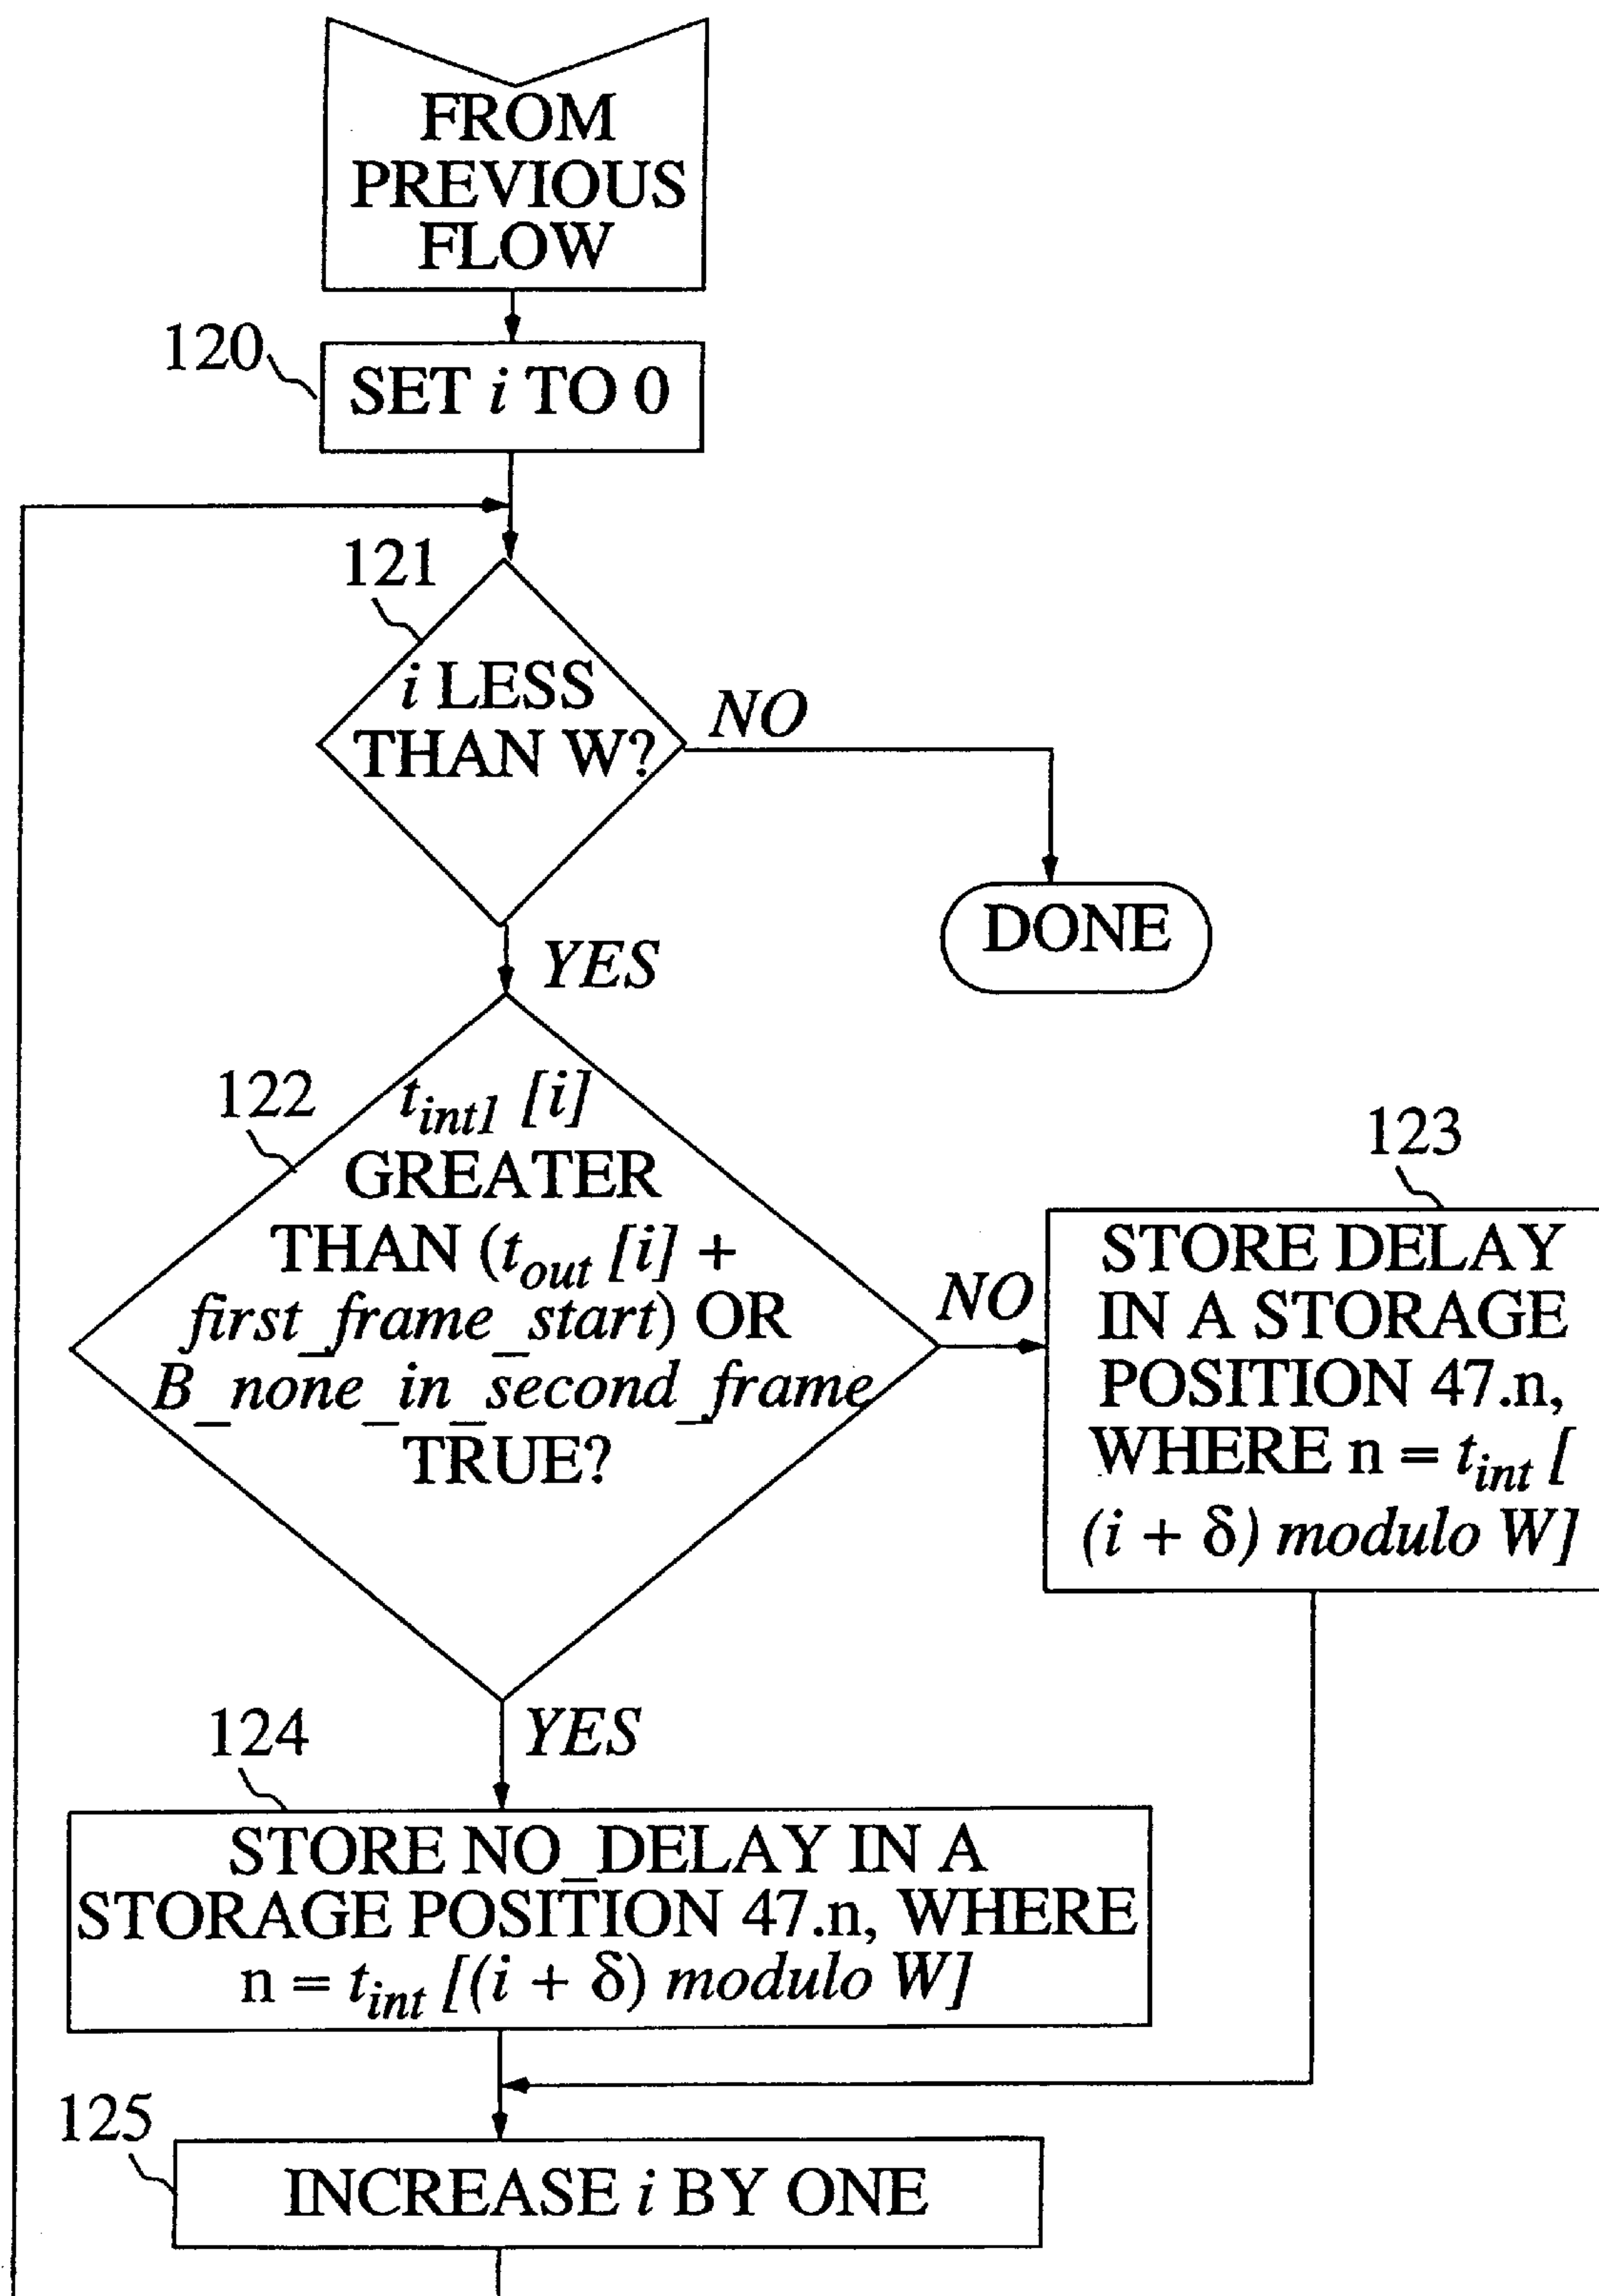 FROM
PREVIOUS
FLOW
120
SET i TO 0
121
i LESS
THAN W?
NO
DONE
YES
122
t_int1 [i]
GREATER
THAN (t_out [i] +
first_frame_start) OR
B_none_in_second_frame
TRUE?
NO
123
STORE DELAY
IN A STORAGE
POSITION 47.n,
WHERE n = t_int [
(i + δ) modulo W]
YES
124
STORE NO_DELAY IN A
STORAGE POSITION 47.n, WHERE
n = t_int [(i + δ) modulo W]
125
INCREASE i BY ONE